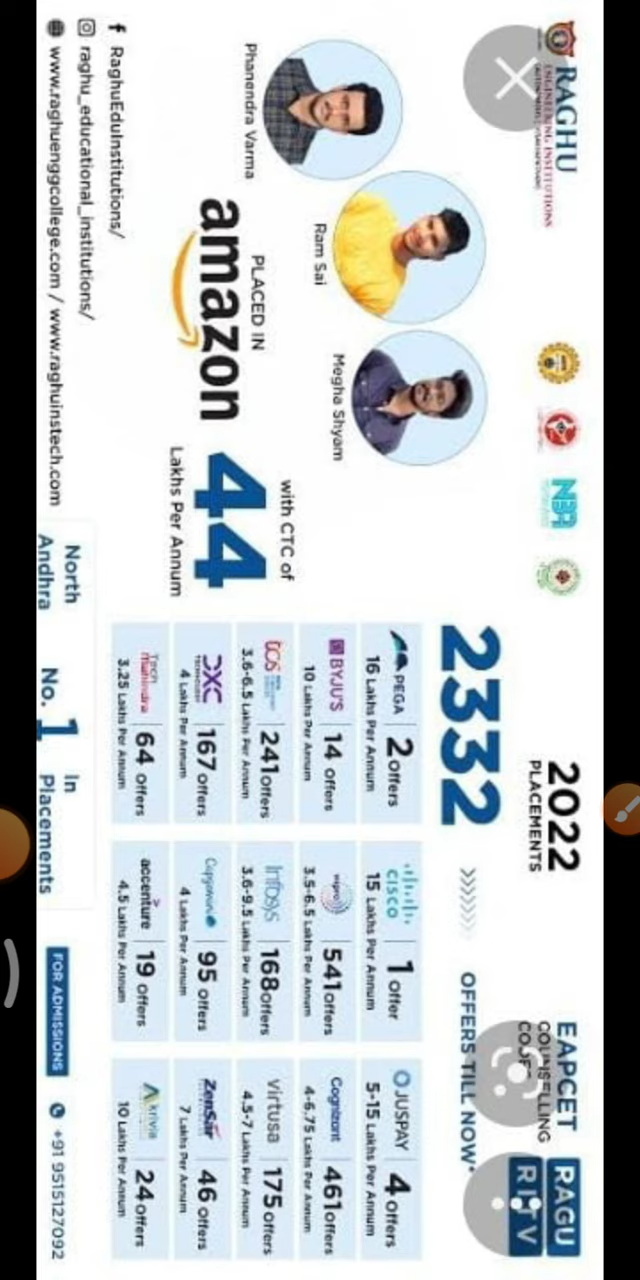 RAGHU
ENGINEERING INSTITUTIONS
NBA
2022
PLACEMENTS
EAPCET
COUNSELLING
RAGU
RITV
Phanendra Varma
Ram Sai
Megha Shyam
PLACED IN
amazon
with CTC of
44
Lakhs Per Annum
2332
OFFERS TILL NOW*
PEGA 2 offers
16 Lakhs Per Annum
CISCO 1 offer
15 Lakhs Per Annum
JUSPAY 4 offers
5-15 Lakhs Per Annum
BYJU'S 14 offers
10 Lakhs Per Annum
wipro 541 offers
3.5-6.5 Lakhs Per Annum
Cognizant 461 offers
4-6.75 Lakhs Per Annum
tcs 241 offers
3.6-6.5 Lakhs Per Annum
Infosys 168 offers
3.6-9.5 Lakhs Per Annum
virtusa 175 offers
4.5-7 Lakhs Per Annum
DXC TECHNOLOGY 167 offers
4 Lakhs Per Annum
Capgemini 95 offers
4 Lakhs Per Annum
ZenSar 46 offers
7 Lakhs Per Annum
Tech Mahindra 64 offers
3.25 Lakhs Per Annum
accenture 19 offers
4.5 Lakhs Per Annum
krivia 24 offers
10 Lakhs Per Annum
RaghuEduInstitutions/
raghu_educational_institutions/
www.raghuenggcollege.com / www.raghuinstech.com
North Andhra No. 1 in Placements
FOR ADMISSIONS +91 9515127092